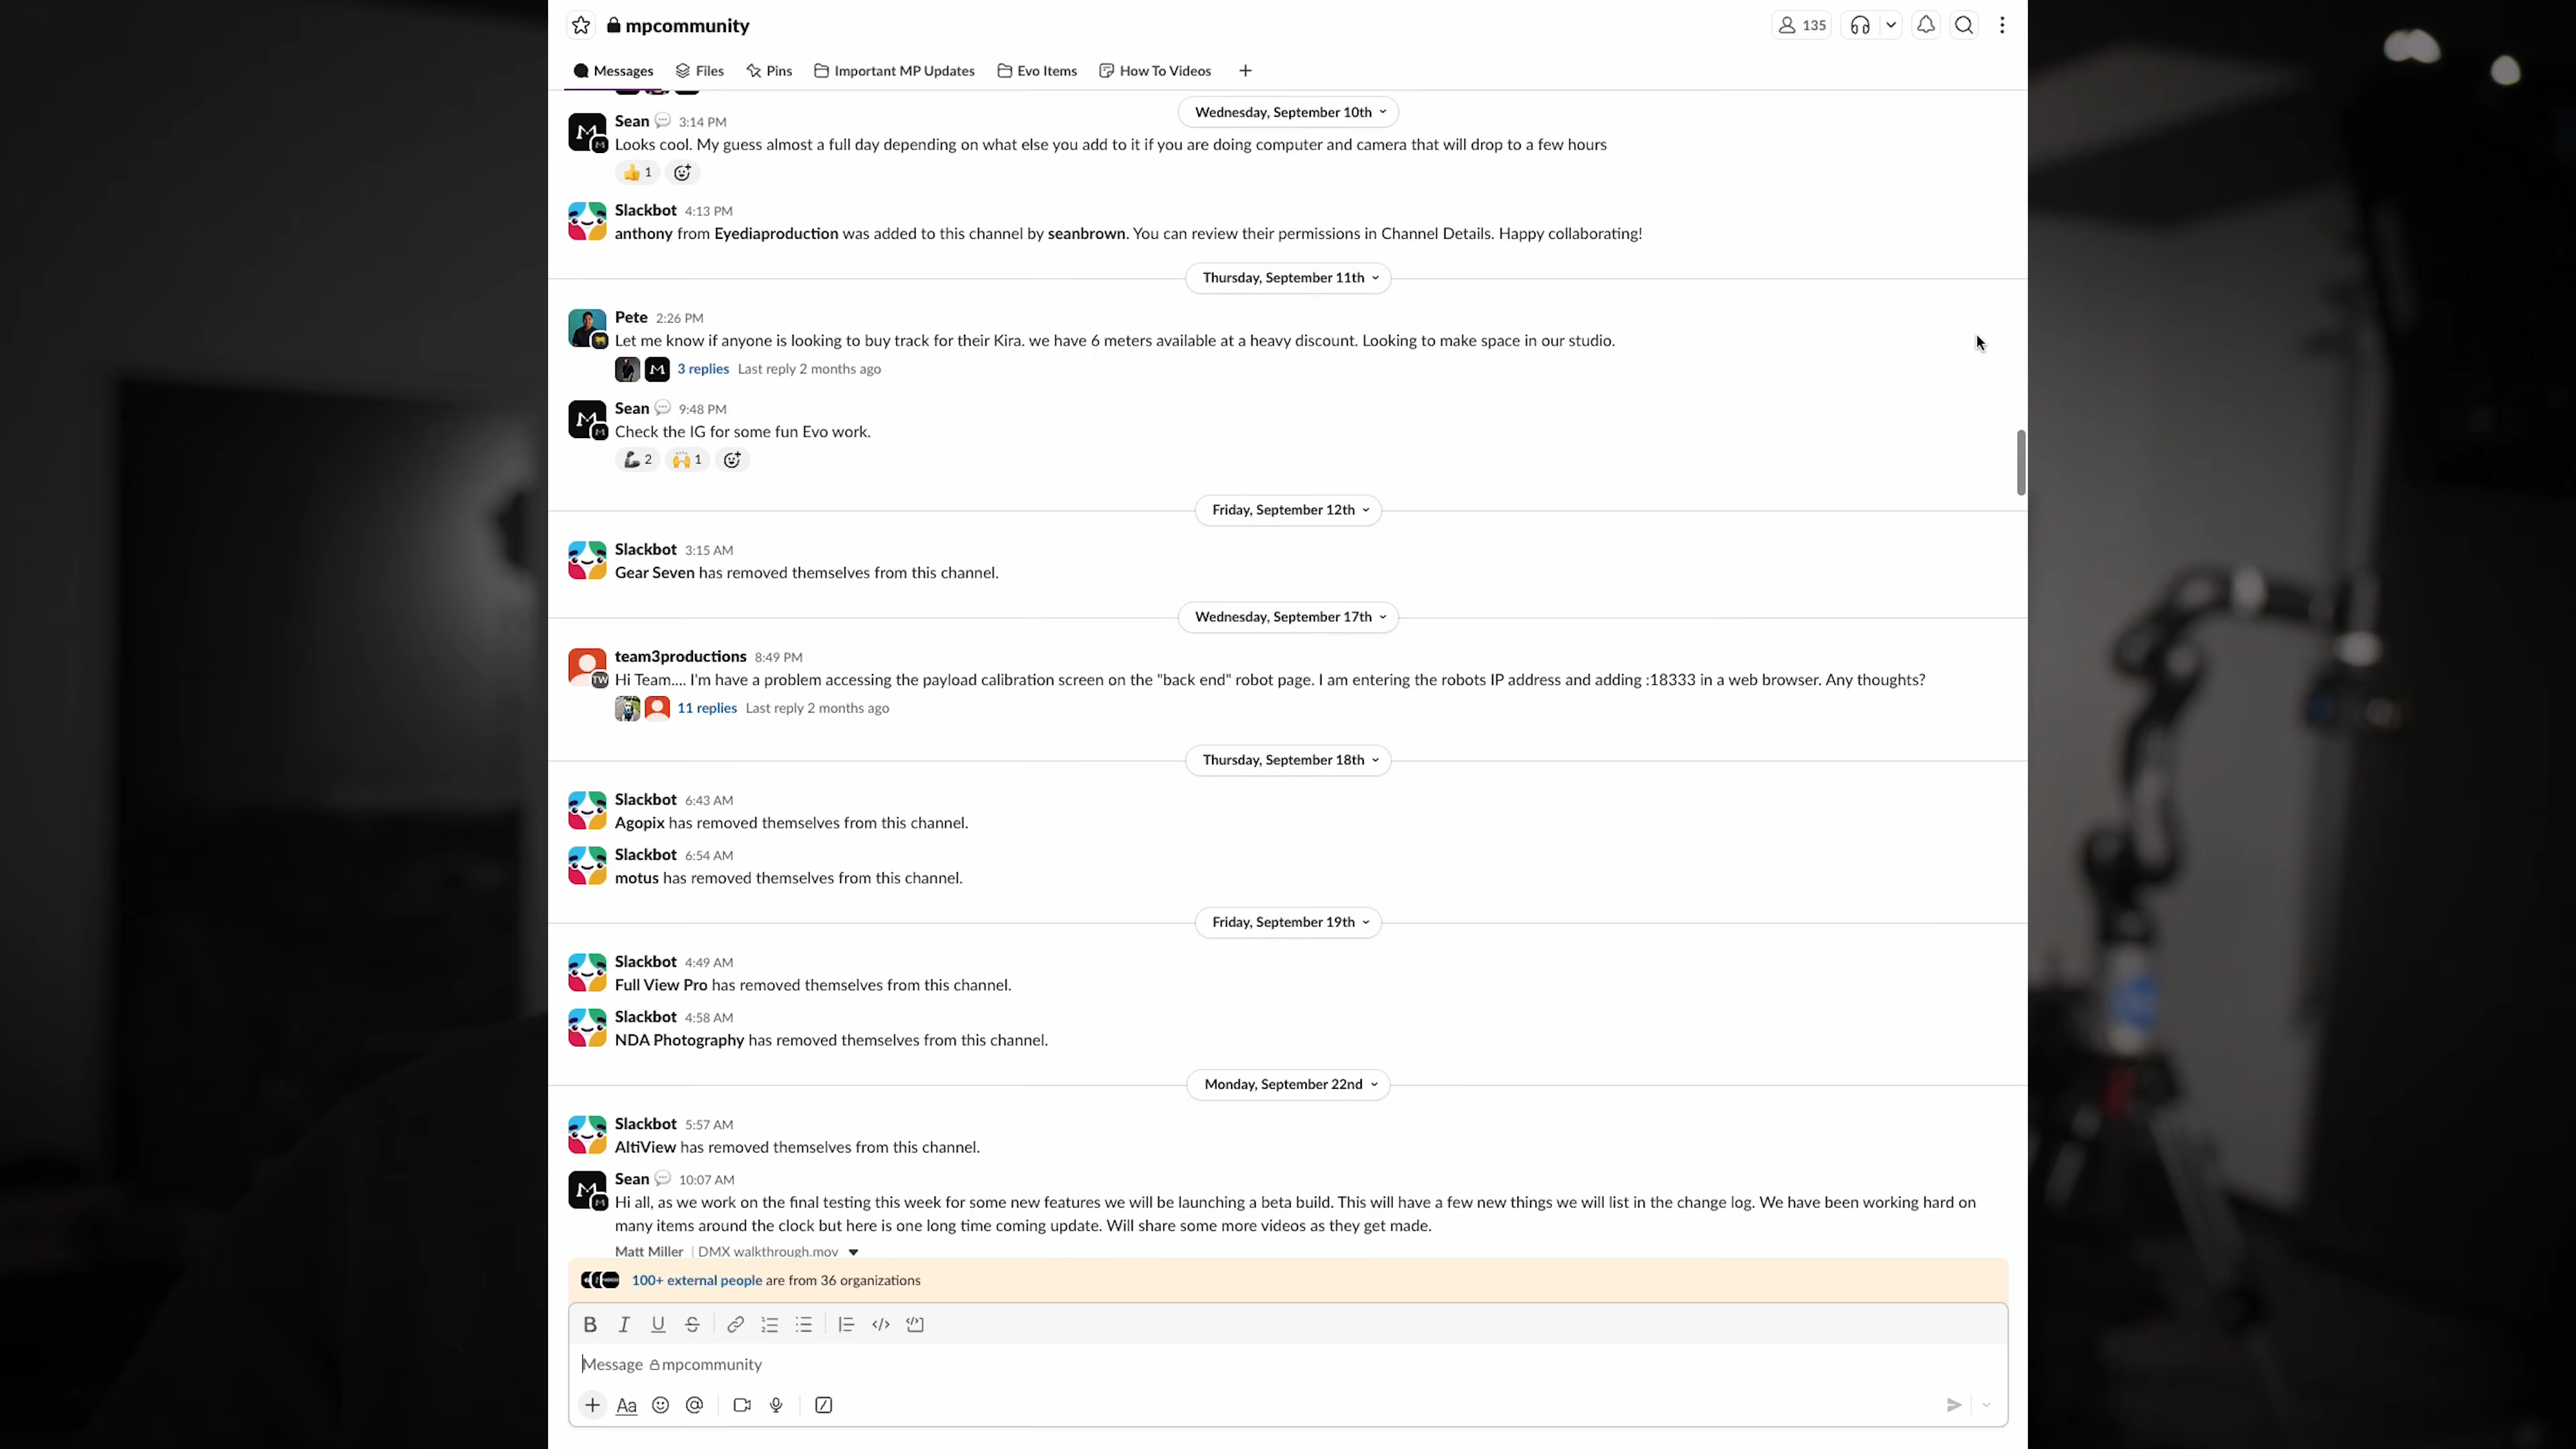 mpcommunity
135
Messages
Files
Pins
Important MP Updates
Evo Items
How To Videos
Wednesday, September 10th
Sean 3:14 PM
Looks cool. My guess almost a full day depending on what else you add to it if you are doing computer and camera that will drop to a few hours
1
Slackbot 4:13 PM
anthony from Eyediaproduction was added to this channel by seanbrown. You can review their permissions in Channel Details. Happy collaborating!
Thursday, September 11th
Pete 2:26 PM
Let me know if anyone is looking to buy track for their Kira. we have 6 meters available at a heavy discount. Looking to make space in our studio.
3 replies Last reply 2 months ago
Sean 9:48 PM
Check the IG for some fun Evo work.
2 1
Friday, September 12th
Slackbot 3:15 AM
Gear Seven has removed themselves from this channel.
Wednesday, September 17th
team3productions 8:49 PM
TW
Hi Team.... I'm have a problem accessing the payload calibration screen on the "back end" robot page. I am entering the robots IP address and adding :18333 in a web browser. Any thoughts?
11 replies Last reply 2 months ago
Thursday, September 18th
Slackbot 6:43 AM
Agopix has removed themselves from this channel.
Slackbot 6:54 AM
motus has removed themselves from this channel.
Friday, September 19th
Slackbot 4:49 AM
Full View Pro has removed themselves from this channel.
Slackbot 4:58 AM
NDA Photography has removed themselves from this channel.
Monday, September 22nd
Slackbot 5:57 AM
AltiView has removed themselves from this channel.
Sean 10:07 AM
Hi all, as we work on the final testing this week for some new features we will be launching a beta build. This will have a few new things we will list in the change log. We have been working hard on
many items around the clock but here is one long time coming update. Will share some more videos as they get made.
Matt Miller | DMX walkthrough.mov
100+ external people are from 36 organizations
Message mpcommunity